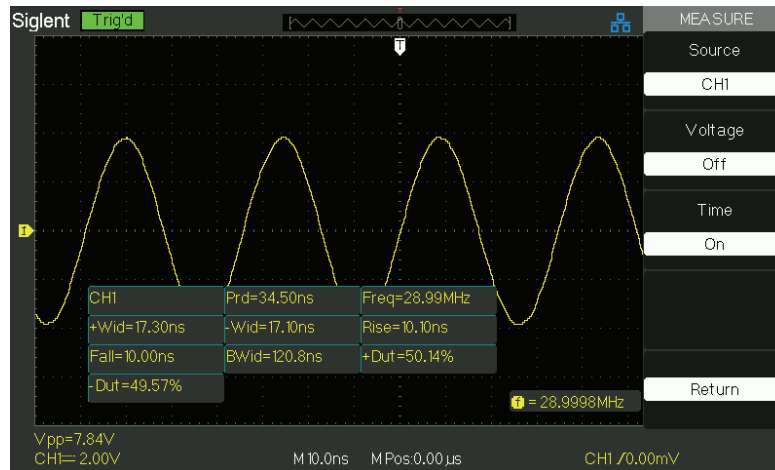 Siglent Trig'd MEASURE
T
Source
CH1
Voltage
Off
Time
On
CH1 Prd=34.50ns Freq=28.99MHz
+Wid=17.30ns -Wid=17.10ns Rise=10.10ns
Fall=10.00ns BWid=120.8ns +Dut=50.14%
-Dut=49.57%
f = 28.9998MHz
Return
Vpp=7.84V
CH1 2.00V M 10.0ns M Pos:0.00µs CH1 /0.00mV